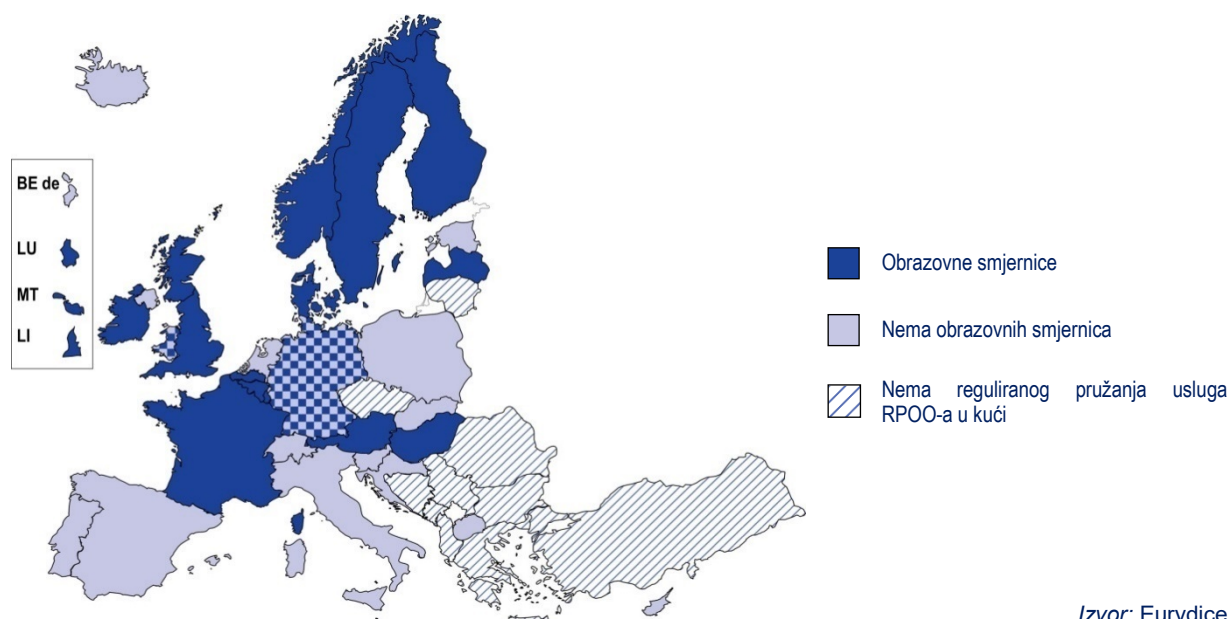 BE de
LU
MT
LI
Obrazovne smjernice
Nema obrazovnih smjernica
Nema reguliranog pružanja usluga
RPOO-a u kući
Izvor: Eurydice